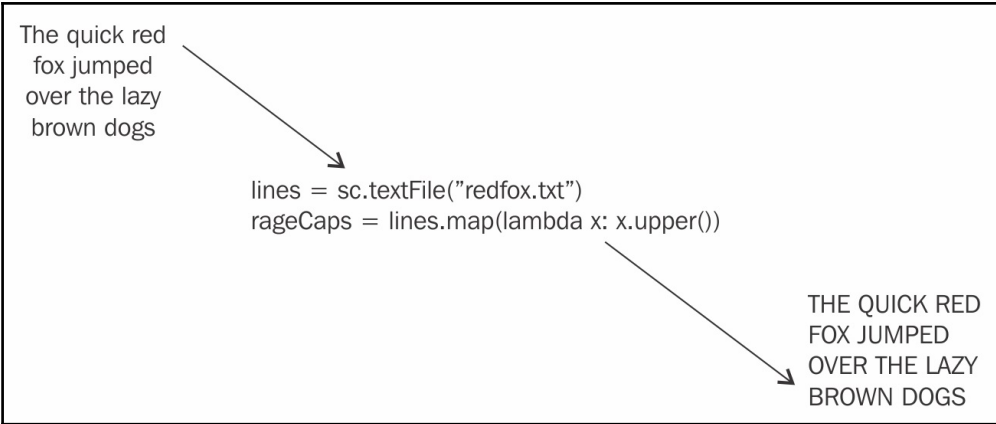 The quick red
fox jumped
over the lazy
brown dogs
lines = sc.textFile(”redfox.txt”)
rageCaps = lines.map(lambda x: x.upper())
THE QUICK RED
FOX JUMPED
OVER THE LAZY
BROWN DOGS